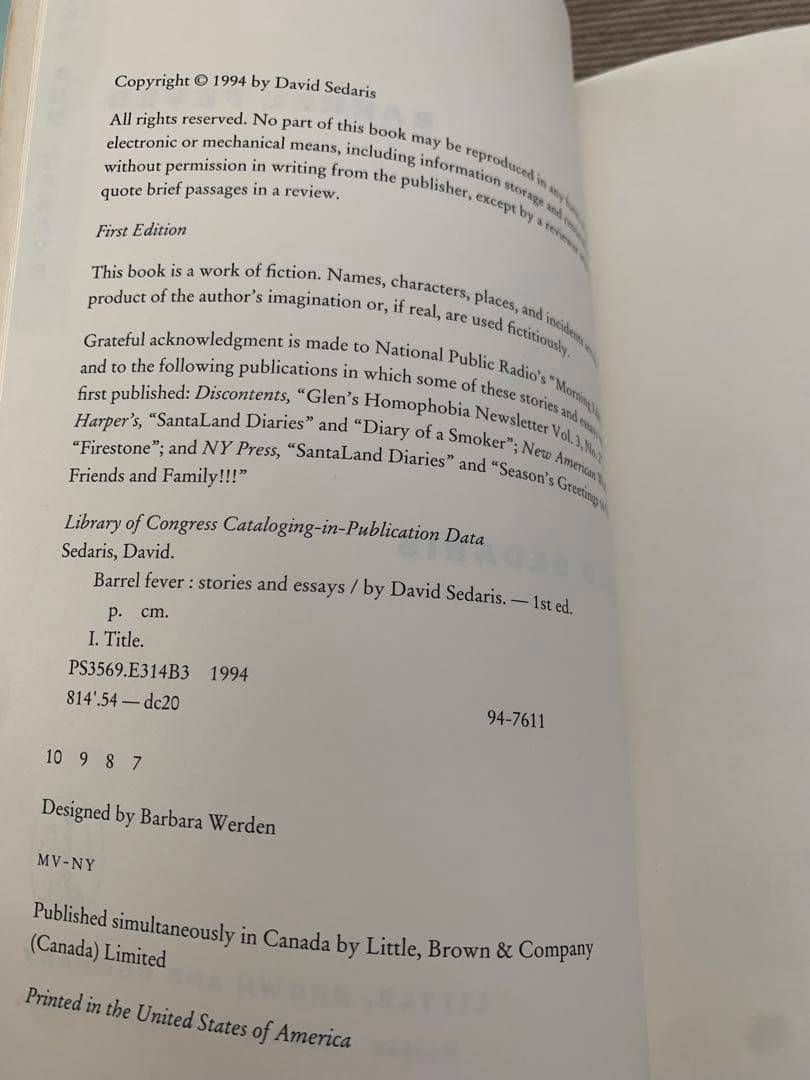 Copyright © 1994 by David Sedaris
All rights reserved. No part of this book may be reproduced in any
electronic or mechanical means, including information storage and
without permission in writing from the publisher, except by a reviewer
quote brief passages in a review.
First Edition
This book is a work of fiction. Names, characters, places, and incidents
product of the author's imagination or, if real, are used fictitiously.
Grateful acknowledgment is made to National Public Radio's "Morning
and to the following publications in which some of these stories and
first published: Discontents, "Glen's Homophobia Newsletter Vol. 3, No.
Harper's, "SantaLand Diaries" and "Diary of a Smoker"; New American
"Firestone"; and NY Press, "SantaLand Diaries" and "Season's Greetings
Friends and Family!!!"
Library of Congress Cataloging-in-Publication Data
Sedaris, David.
Barrel fever : stories and essays / by David Sedaris. — 1st ed.
p. cm.
I. Title.
PS3569.E314B3 1994
814'.54 — dc20
94-7611
10 9 8 7
Designed by Barbara Werden
MV-NY
Published simultaneously in Canada by Little, Brown & Company
(Canada) Limited
Printed in the United States of America